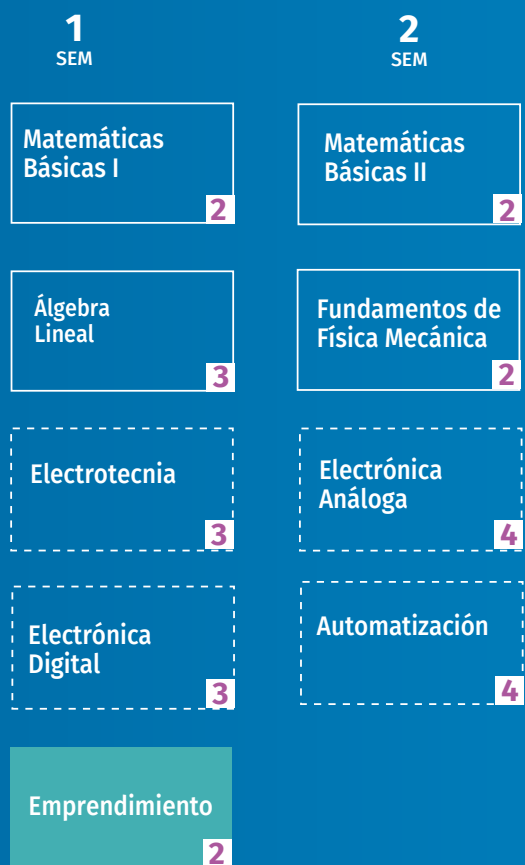 1
SEM
Matemáticas
Básicas I
2
Álgebra
Lineal
3
Electrotecnia
3
Electrónica
Digital
3
Emprendimiento
2
2
SEM
Matemáticas
Básicas II
2
Fundamentos de
Física Mecánica
2
Electrónica
Análoga
4
Automatización
4